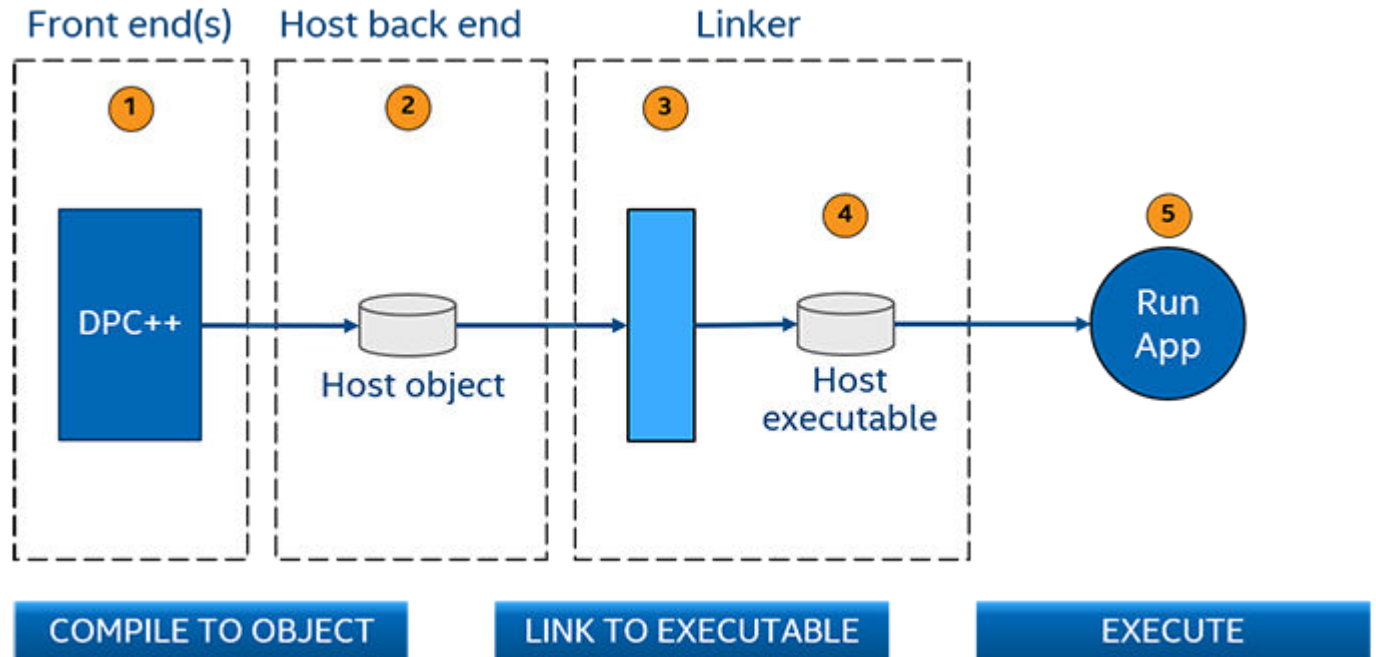 Front end(s)
Host back end
Linker
1
2
3
4
5
DPC++
Host object
Host
executable
Run
App
COMPILE TO OBJECT
LINK TO EXECUTABLE
EXECUTE